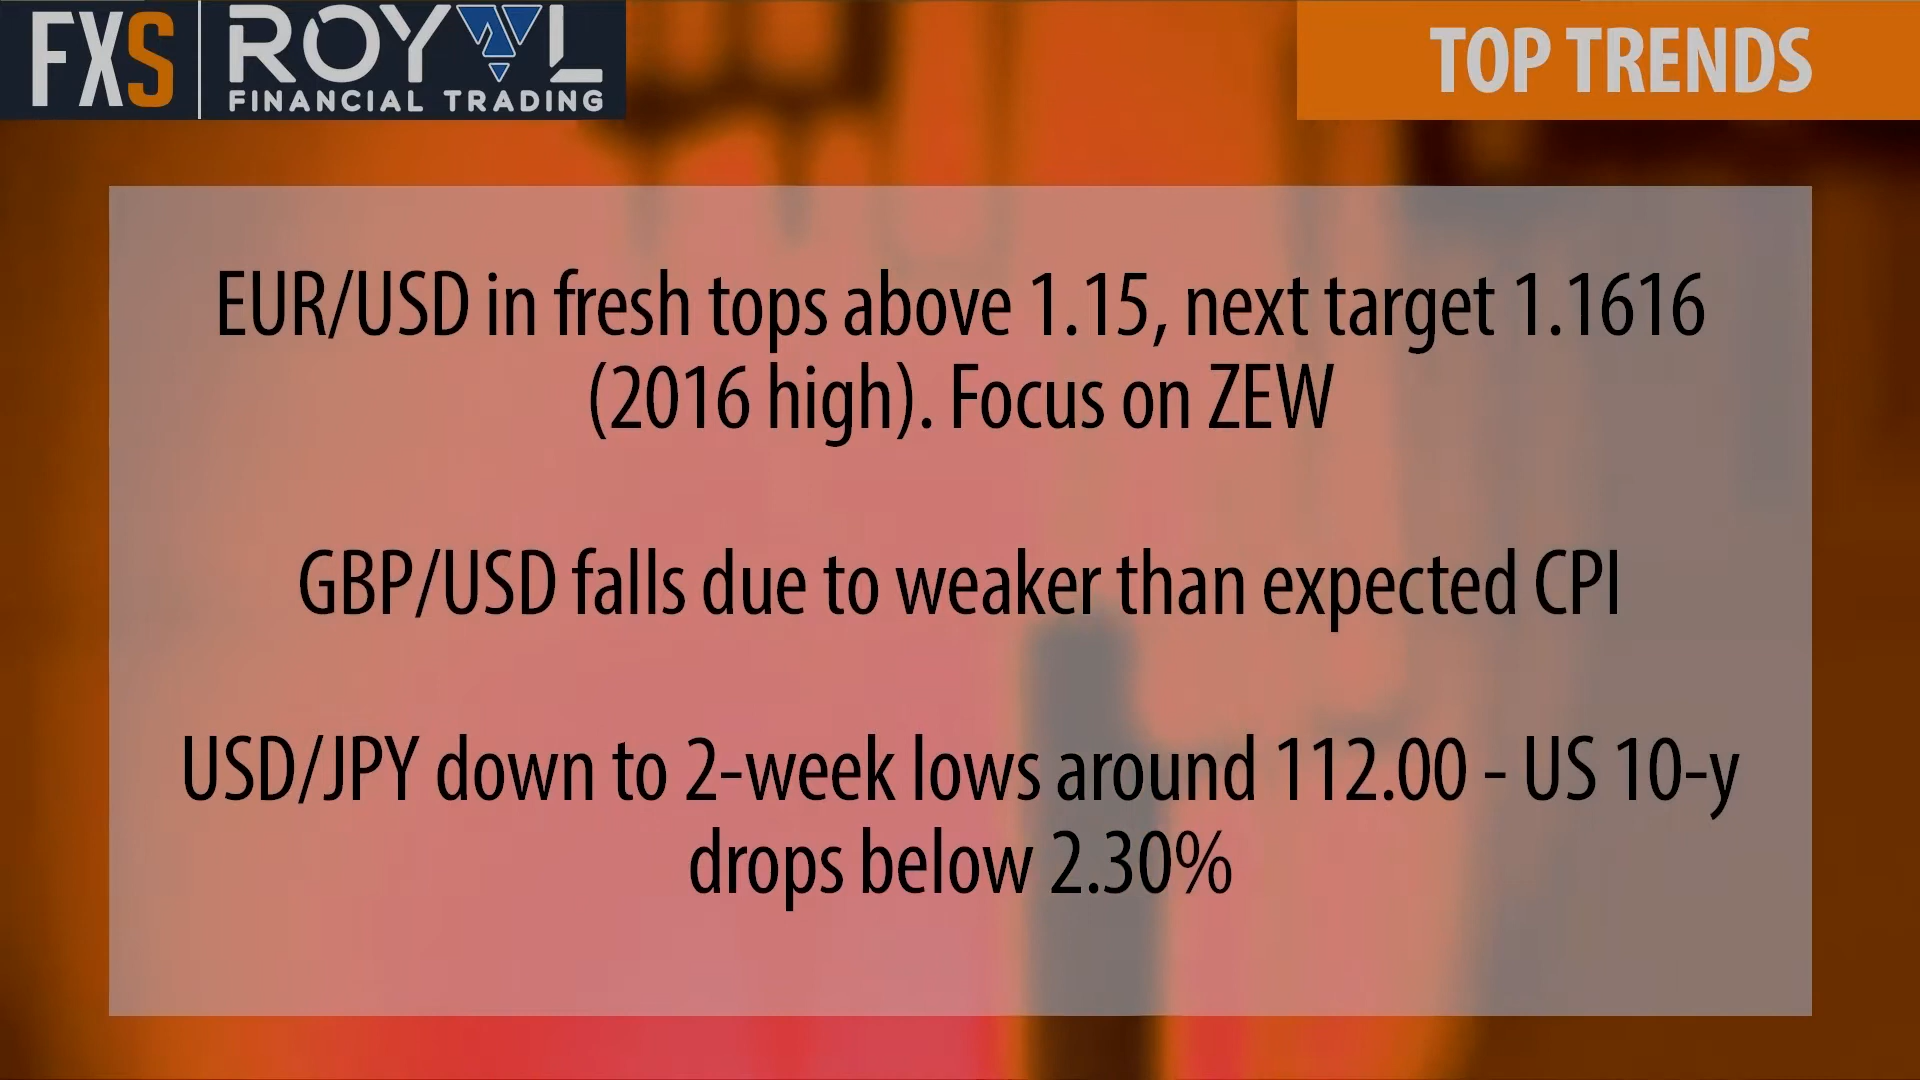 FXS
ROYAL
FINANCIAL TRADING
TOP TRENDS
EUR/USD in fresh tops above 1.15, next target 1.1616
(2016 high). Focus on ZEW
GBP/USD falls due to weaker than expected CPI
USD/JPY down to 2-week lows around 112.00 - US 10-y
drops below 2.30%